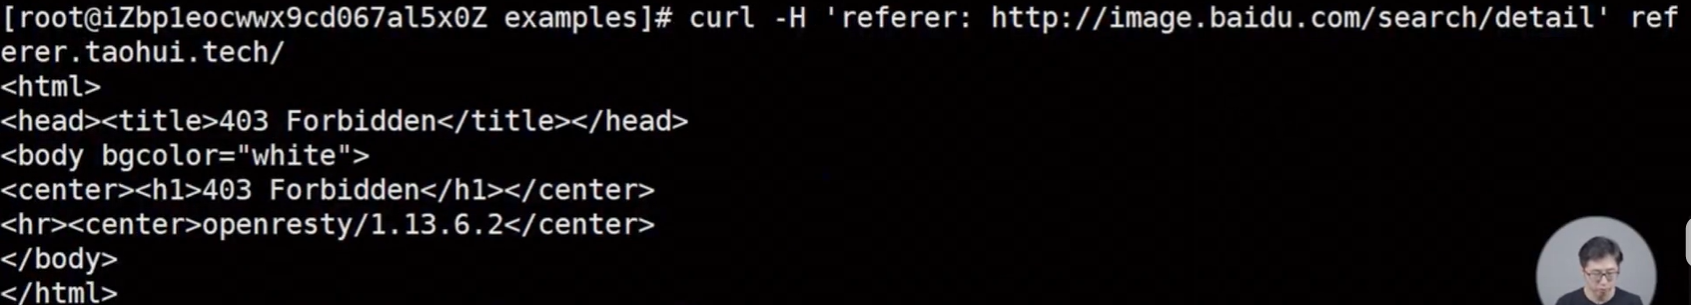 [root@iZbp1eocwwx9cd067al5x0Z examples]# curl -H 'referer: http://image.baidu.com/search/detail' ref
erer.taohui.tech/
<html>
<head><title>403 Forbidden</title></head>
<body bgcolor="white">
<center><h1>403 Forbidden</h1></center>
<hr><center>openresty/1.13.6.2</center>
</body>
</html>